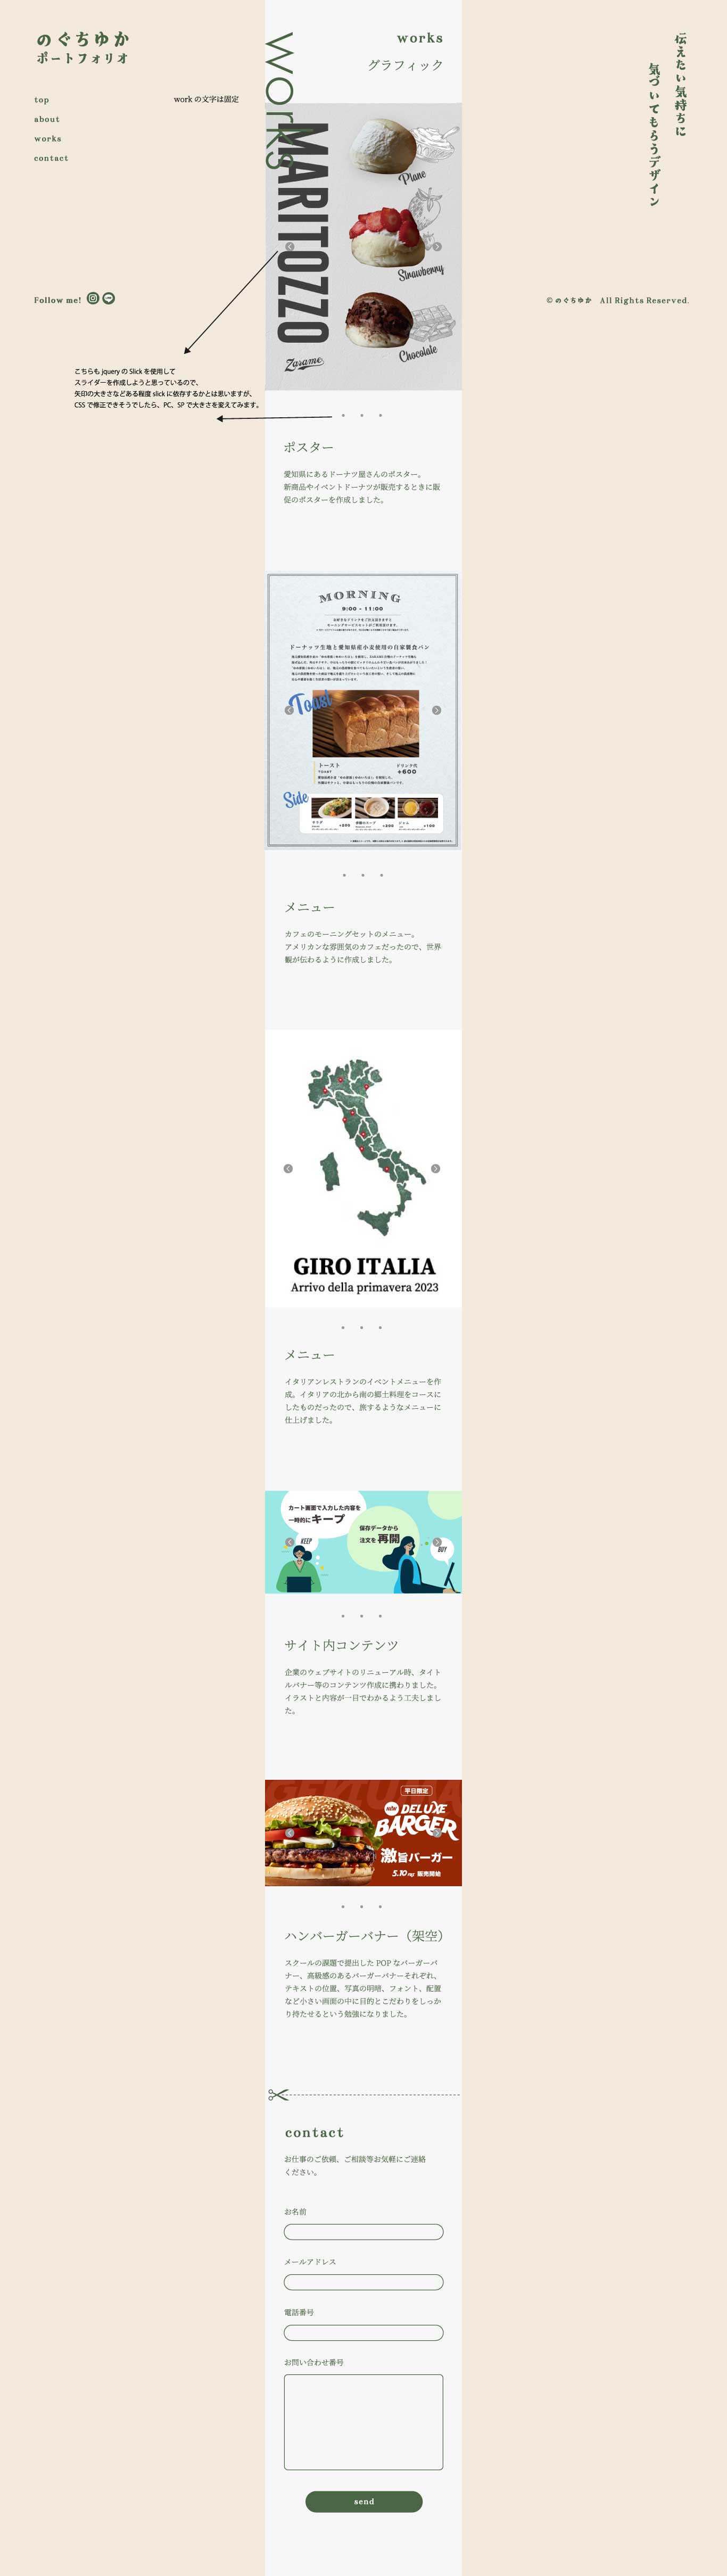 のぐちゆか
ポートフォリオ
top
about
works
contact
Follow me!
work の文字は固定
こちらも jquery の Slick を使用して
スライダーを作成しようと思っているので、
矢印の大きさなどある程度 slick に依存するかとは思いますが、
CSS で修正できそうでしたら、PC、SP で大きさを変えてみます。
伝えたい気持ちに
気づいてもらうデザイン
© のぐちゆか All Rights Reserved.
works
works
グラフィック
MARITOZZO
Plane
Strawberry
Chocolate
Zarame
ポスター
愛知県にあるドーナツ屋さんのポスター。
新商品やイベントドーナツが販売するときに販
促のポスターを作成しました。
MORNING
9:00 - 11:00
ドーナッツ生地と愛知県産小麦使用の自家製食パン
Toast
トースト
TOAST
ドリンク代
+600
Side
サラダ
+200
ジャム
+100
メニュー
カフェのモーニングセットのメニュー。
アメリカンな雰囲気のカフェだったので、世界
観が伝わるように作成しました。
GIRO ITALIA
Arrivo della primavera 2023
メニュー
イタリアンレストランのイベントメニューを作
成。イタリアの北から南の郷土料理をコースに
したものだったので、旅するようなメニューに
仕上げました。
カート画面で入力した内容を
一時的にキープ
KEEP
保存データから
注文を 再開
BUY
サイト内コンテンツ
企業のウェブサイトのリニューアル時、タイト
ルバナー等のコンテンツ作成に携わりました。
イラストと内容が一目でわかるよう工夫しまし
た。
平日限定
new DELUXE
BARGER
激旨バーガー
5.10 販売開始
ハンバーガーバナー（架空）
スクールの課題で提出した POP なバーガーバ
ナー、高級感のあるバーガーバナーそれぞれ、
テキストの位置、写真の明暗、フォント、配置
など小さい画面の中に目的とこだわりをしっか
り持たせるという勉強になりました。
contact
お仕事のご依頼、ご相談等お気軽にご連絡
ください。
お名前
メールアドレス
電話番号
お問い合わせ番号
send